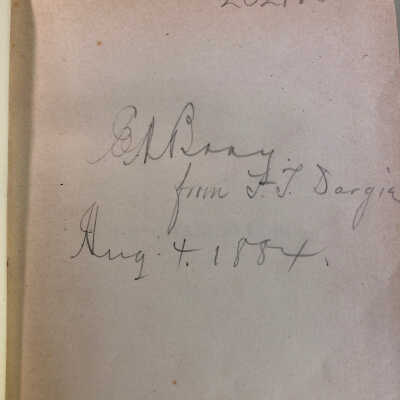 E A Bray.
from T. T. Dargie
Aug. 4. 1884.